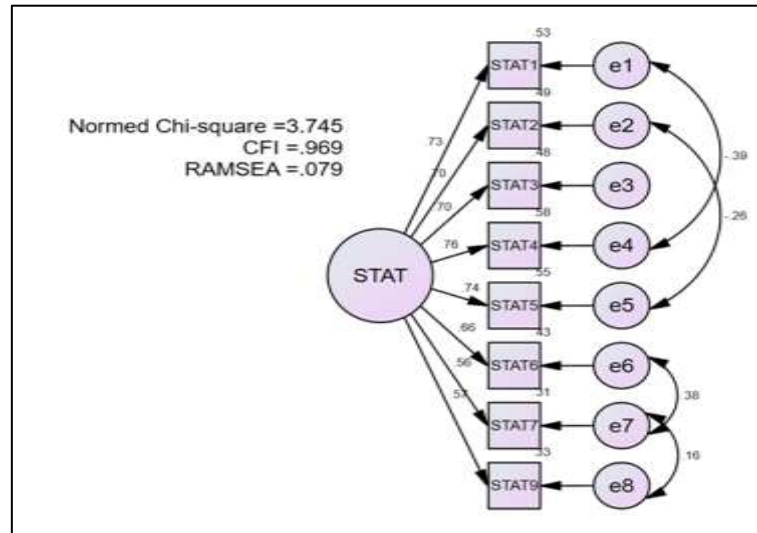 .53
STAT1
e1
.49
STAT2
e2
.48
STAT3
e3
.58
STAT4
e4
.55
STAT5
e5
.43
STAT6
e6
.31
STAT7
e7
.33
STAT9
e8
Normed Chi-square =3.745
CFI =.969
RAMSEA =.079
STAT
.73
.70
.70
.76
.74
.66
.56
.57
-.39
-.26
.38
.16